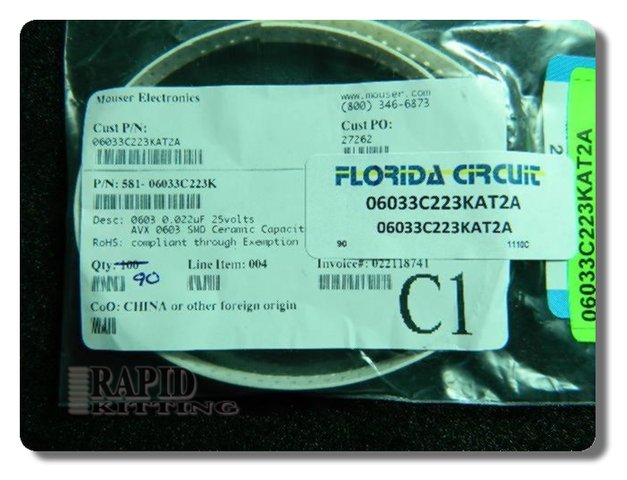 Mouser Electronics
www.mouser.com
(800) 346-6873
Cust P/N:
06033C223KAT2A
Cust PO:
27262
P/N: 581- 06033C223K
Desc: 0603 0.022uF 25volts
AVX 0603 SMD Ceramic Capacit
RoHS: compliant through Exemption
Qty: 100
90
Line Item: 004
Invoice#: 022118741
CoO: CHINA or other foreign origin
C1
FLORIDA CIRCUIT
06033C223KAT2A
06033C223KAT2A
90
1110C
2
06033C223KAT2A
RAPID
KITTING